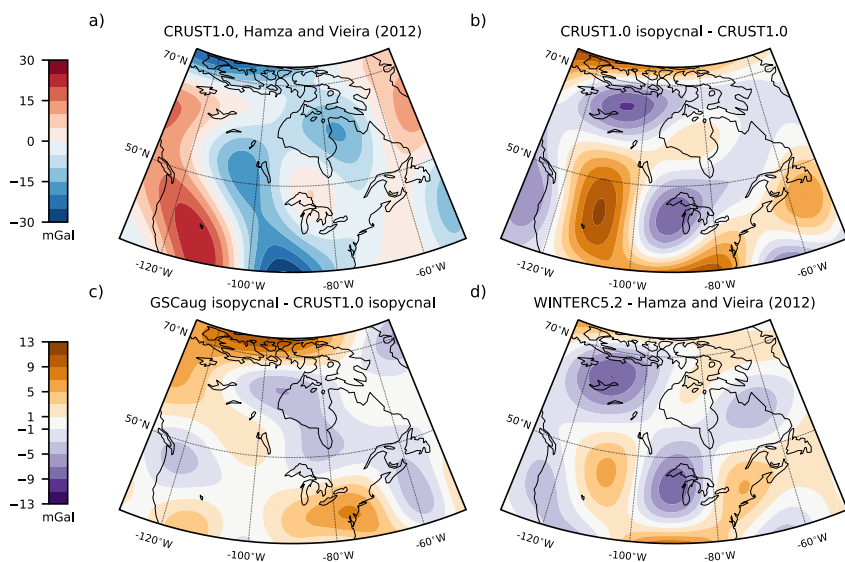 a)
CRUST1.0, Hamza and Vieira (2012)
70°N
50°N
-120°W
-100°W
-80°W
-60°W
30
15
0
−15
−30
mGal
b)
CRUST1.0 isopycnal - CRUST1.0
70°N
50°N
-120°W
-100°W
-80°W
-60°W
c)
GSCaug isopycnal - CRUST1.0 isopycnal
70°N
50°N
-120°W
-100°W
-80°W
-60°W
13
9
5
1
−1
−5
−9
−13
mGal
d)
WINTERC5.2 - Hamza and Vieira (2012)
70°N
50°N
-120°W
-100°W
-80°W
-60°W